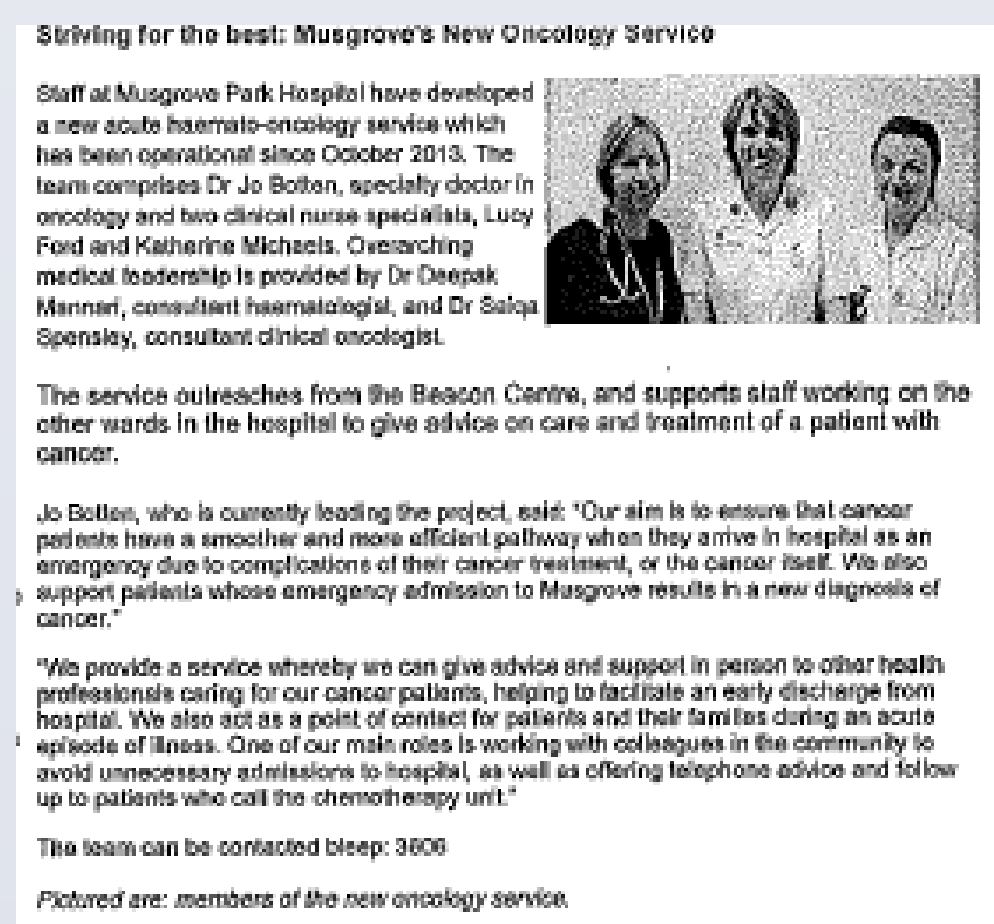 Striving for the best: Musgrove's New Oncology Service
Staff at Musgrove Park Hospital have developed
a new acute haemato-oncology service which
has been operational since October 2013. The
team comprises Dr Jo Botten, specialty doctor in
oncology and two clinical nurse specialists, Lucy
Ford and Katherine Michaels. Overarching
medical leadership is provided by Dr Deepak
Mannari, consultant haematologist, and Dr
Spensley, consultant clinical oncologist.
The service outreaches from the Beacon Centre, and supports staff working on the
other wards in the hospital to give advice on care and treatment of a patient with
cancer.
Jo Botten, who is currently leading the project, said: "Our aim is to ensure that cancer
patients have a smoother and more efficient pathway when they arrive in hospital as an
emergency due to complications of their cancer treatment, or the cancer itself. We also
support patients whose emergency admission to Musgrove results in a new diagnosis of
cancer."
"We provide a service whereby we can give advice and support in person to other health
professionals caring for our cancer patients, helping to facilitate an early discharge from
hospital. We also act as a point of contact for patients and their families during an acute
episode of illness. One of our main roles is working with colleagues in the community to
avoid unnecessary admissions to hospital, as well as offering telephone advice and follow
up to patients who call the chemotherapy unit."
The team can be contacted bleep: 3606
Pictured are: members of the new oncology service.